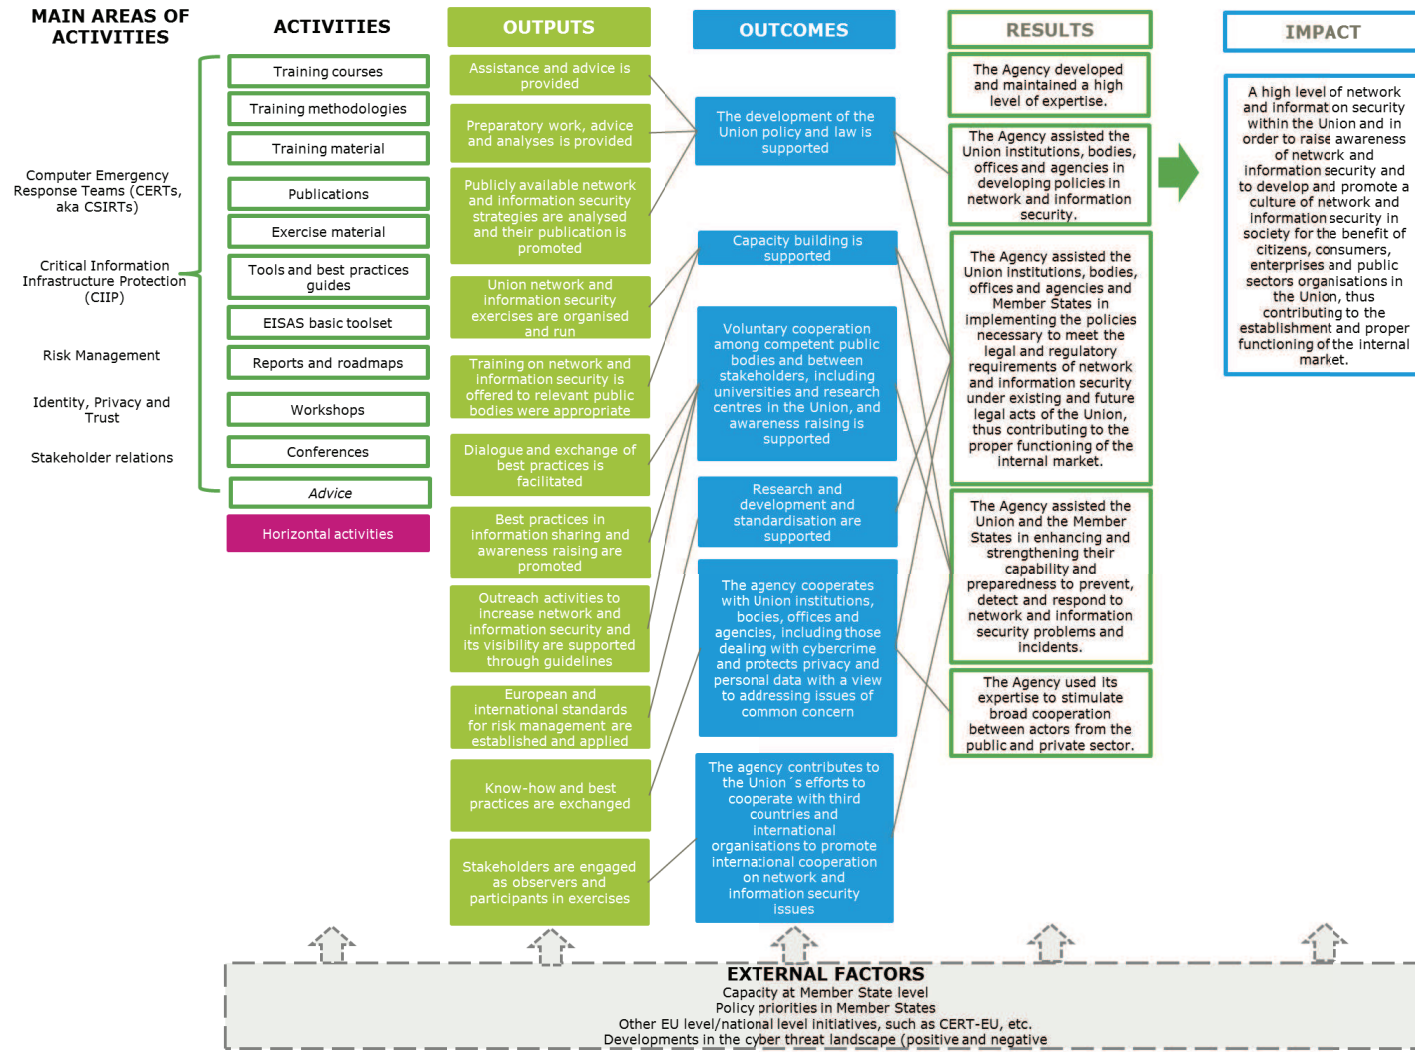 MAIN AREAS OF
ACTIVITIES
Computer Emergency
Response Teams (CERTs,
aka CSIRTs)
Critical Information
Infrastructure Protection
(CIIP)
Risk Management
Identity, Privacy and
Trust
Stakeholder relations
ACTIVITIES
Training courses
Training methodologies
Training material
Publications
Exercise material
Tools and best practices
guides
EISAS basic toolset
Reports and roadmaps
Workshops
Conferences
Advice
Horizontal activities
OUTPUTS
Assistance and advice is
provided
Preparatory work, advice
and analyses is provided
Publicly available network
and information security
strategies are analysed
and their publication is
promoted
Union network and
information security
exercises are organised
and run
Training on network and
information security is
offered to relevant public
bodies were appropriate
Dialogue and exchange of
best practices is
facilitated
Best practices in
information sharing and
awareness raising are
promoted
Outreach activities to
increase network and
information security and
its visibility are supported
through guidelines
European and
international standards
for risk management are
established and applied
Know-how and best
practices are exchanged
Stakeholders are engaged
as observers and
participants in exercises
OUTCOMES
The development of the
Union policy and law is
supported
Capacity building is
supported
Voluntary cooperation
among competent public
bodies and between
stakeholders, including
universities and research
centres in the Union, and
awareness raising is
supported
Research and
development and
standardisation are
supported
The agency cooperates
with Union institutions,
bocies, offices and
agencies, including those
dealing with cybercrime
and protects privacy and
personal data with a view
to addressing issues of
common concern
The agency contributes to
the Union´s efforts to
cooperate with third
countries and
international
organisations to promote
international cooperation
on network and
information security
issues
RESULTS
The Agency developed
and maintained a high
level of expertise.
The Agency assisted the
Union institutions, bodies,
offices and agencies in
developing policies in
network and information
security.
The Agency assisted the
Union institutions, bodies,
offices and agencies and
Member States in
implementing the policies
necessary to meet the
legal and regulatory
requirements of network
and information security
under existing and future
legal acts of the Union,
thus contributing to the
proper functioning of the
internal market.
The Agency assisted the
Union and the Member
States in enhancing and
strengthening their
capability and
preparedness to prevent,
detect and respond to
network and information
security problems and
incidents.
The Agency used its
expertise to stimulate
broad cooperation
between actors from the
public and private sector.
IMPACT
A high level of network
and information security
within the Union and in
order to raise awareness
of network and
information security and
to develop and promote a
culture of network and
information security in
society for the benefit of
citizens, consumers,
enterprises and public
sectors organisations in
the Union, thus
contributing to the
establishment and proper
functioning of the internal
market.
EXTERNAL FACTORS
Capacity at Member State level
Policy priorities in Member States
Other EU level/national level initiatives, such as CERT-EU, etc.
Developments in the cyber threat landscape (positive and negative